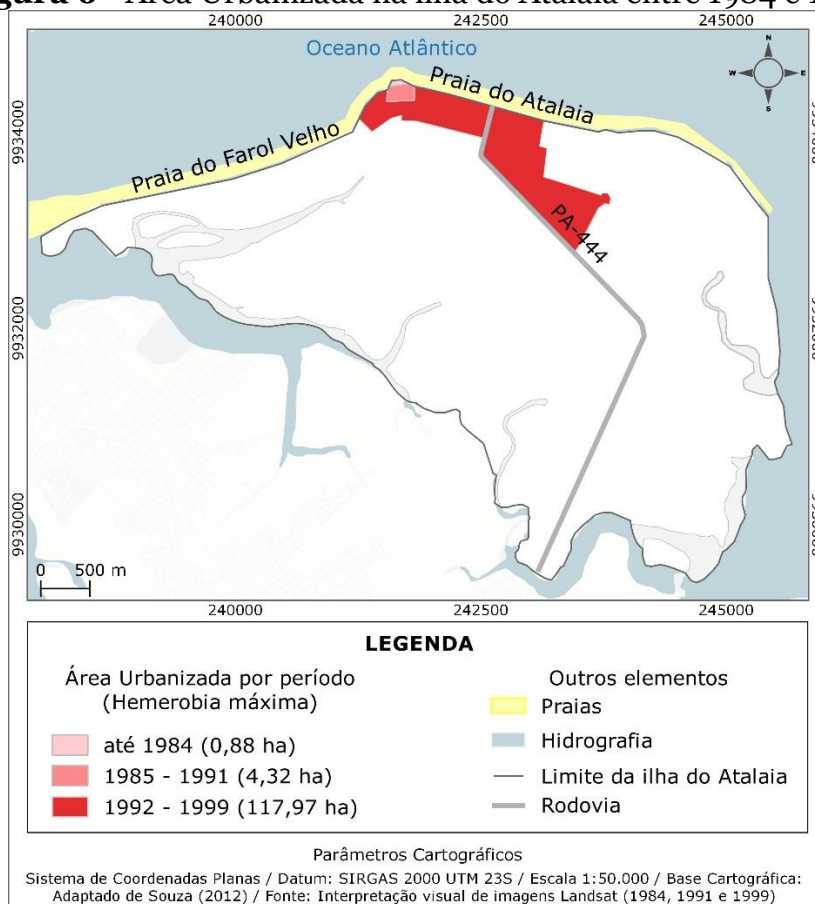 Área Urbanizada na ilha do Atalaia entre 1984 e
240000 242500 245000
Oceano Atlântico
N
W E
S
Praia do Atalaia
Praia do Farol Velho
PA-444
9934000
9932000
9930000
0 500 m
240000 242500 245000
LEGENDA
Área Urbanizada por período
(Hemerobia máxima)
até 1984 (0,88 ha)
1985 - 1991 (4,32 ha)
1992 - 1999 (117,97 ha)
Outros elementos
Praias
Hidrografia
Limite da ilha do Atalaia
Rodovia
Parâmetros Cartográficos
Sistema de Coordenadas Planas / Datum: SIRGAS 2000 UTM 23S / Escala 1:50.000 / Base Cartográfica:
Adaptado de Souza (2012) / Fonte: Interpretação visual de imagens Landsat (1984, 1991 e 1999)